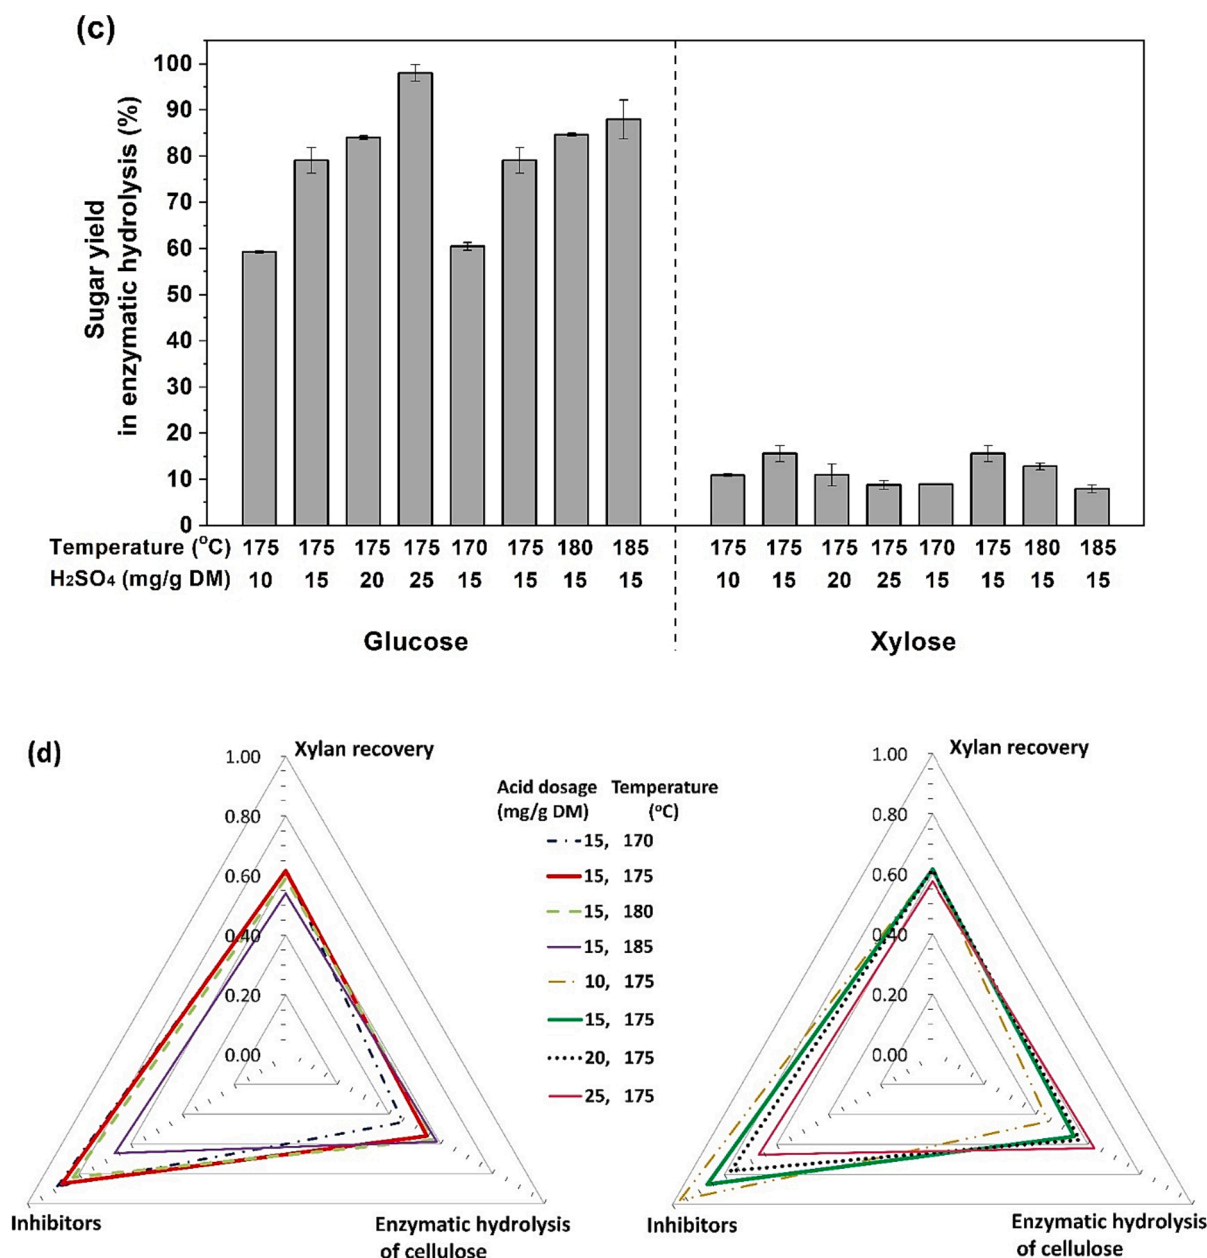 (c)
Sugar yield
in enzymatic hydrolysis (%)
100
90
80
70
60
50
40
30
20
10
0
Temperature (°C) 175 175 175 175 170 175 180 185 175 175 175 175 170 175 180 185
H₂SO₄ (mg/g DM) 10 15 20 25 15 15 15 15 10 15 20 25 15 15 15 15
Glucose Xylose
(d)
Xylan recovery
1.00
0.80
0.60
0.40
0.20
0.00
Inhibitors
Enzymatic hydrolysis
of cellulose
Acid dosage Temperature
(mg/g DM) (°C)
15, 170
15, 175
15, 180
15, 185
10, 175
15, 175
20, 175
25, 175
Xylan recovery
1.00
0.80
0.60
0.40
0.20
0.00
Inhibitors
Enzymatic hydrolysis
of cellulose